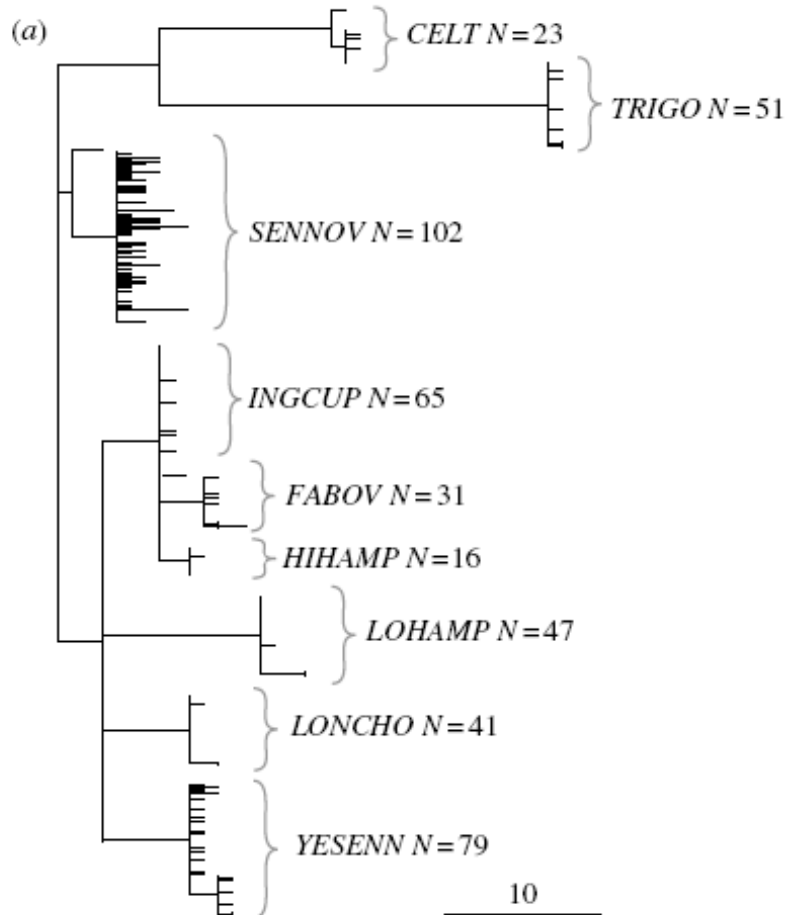 (a)
CELT N=23
TRIGO N=51
SENNOV N=102
INGCUP N=65
FABOV N=31
HIHAMP N=16
LOHAMP N=47
LONCHO N=41
YESENN N=79
10